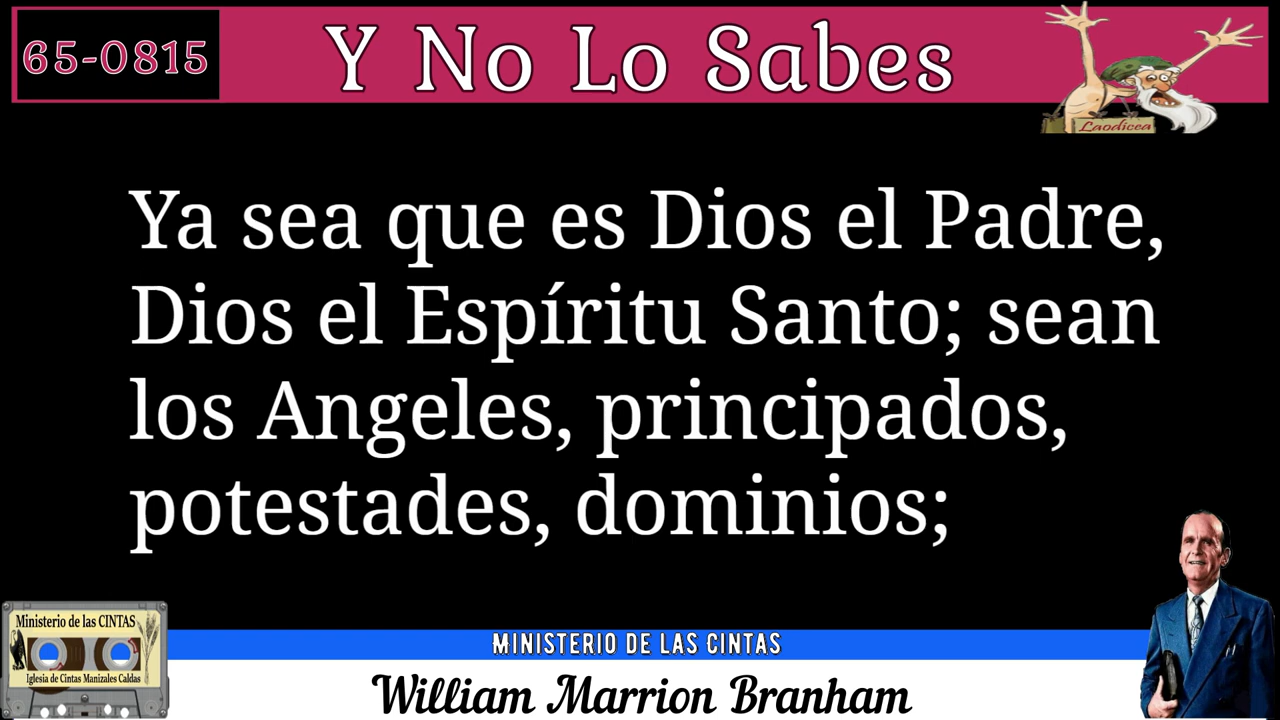 65-0815
Y No Lo Sabes
Laodicea
Ya sea que es Dios el Padre,
Dios el Espíritu Santo; sean
los Angeles, principados,
potestades, dominios;
Ministerio de las CINTAS
Iglesia de Cintas Manizales Caldas
MINISTERIO DE LAS CINTAS
William Marrion Branham